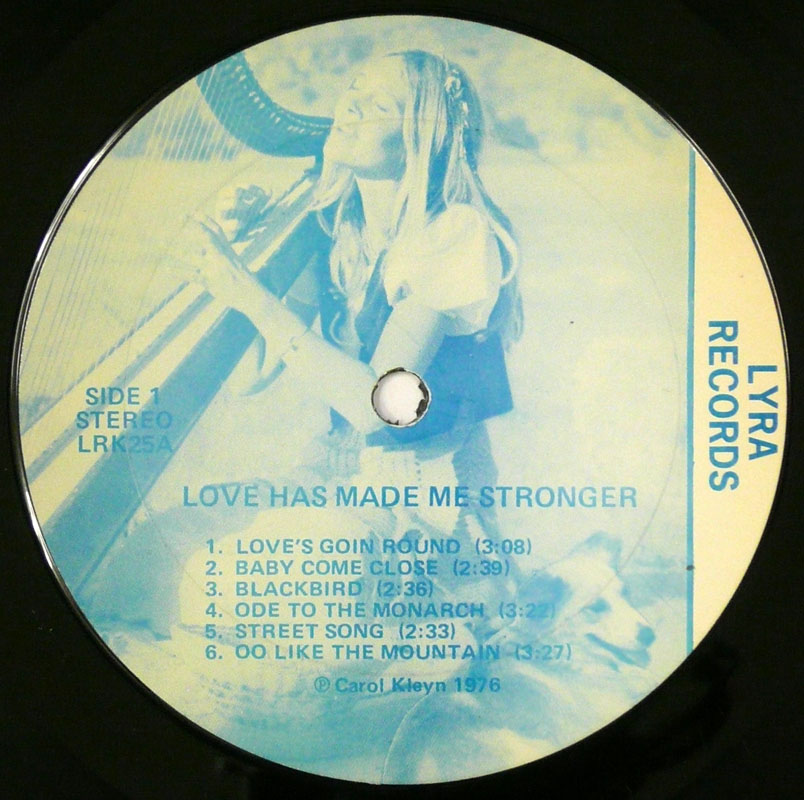 SIDE 1
STEREO
LRK25A
LOVE HAS MADE ME STRONGER
1. LOVE'S GOIN ROUND (3:08)
2. BABY COME CLOSE (2:39)
3. BLACKBIRD (2:36)
4. ODE TO THE MONARCH (3:22)
5. STREET SONG (2:33)
6. OO LIKE THE MOUNTAIN (3:27)
℗ Carol Kleyn 1976
LYRA
RECORDS